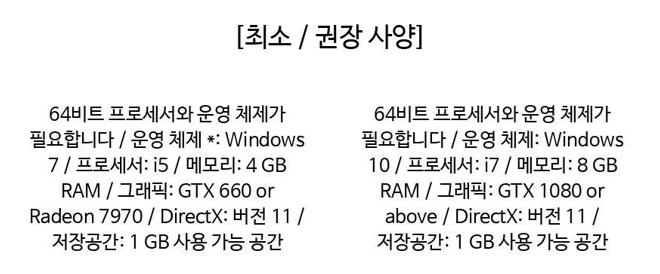 [최소 / 권장 사양]
64비트 프로세서와 운영 체제가
필요합니다 / 운영 체제 *: Windows
7 / 프로세서: i5 / 메모리: 4 GB
RAM / 그래픽: GTX 660 or
Radeon 7970 / DirectX: 버전 11 /
저장공간: 1 GB 사용 가능 공간
64비트 프로세서와 운영 체제가
필요합니다 / 운영 체제: Windows
10 / 프로세서: i7 / 메모리: 8 GB
RAM / 그래픽: GTX 1080 or
above / DirectX: 버전 11 /
저장공간: 1 GB 사용 가능 공간